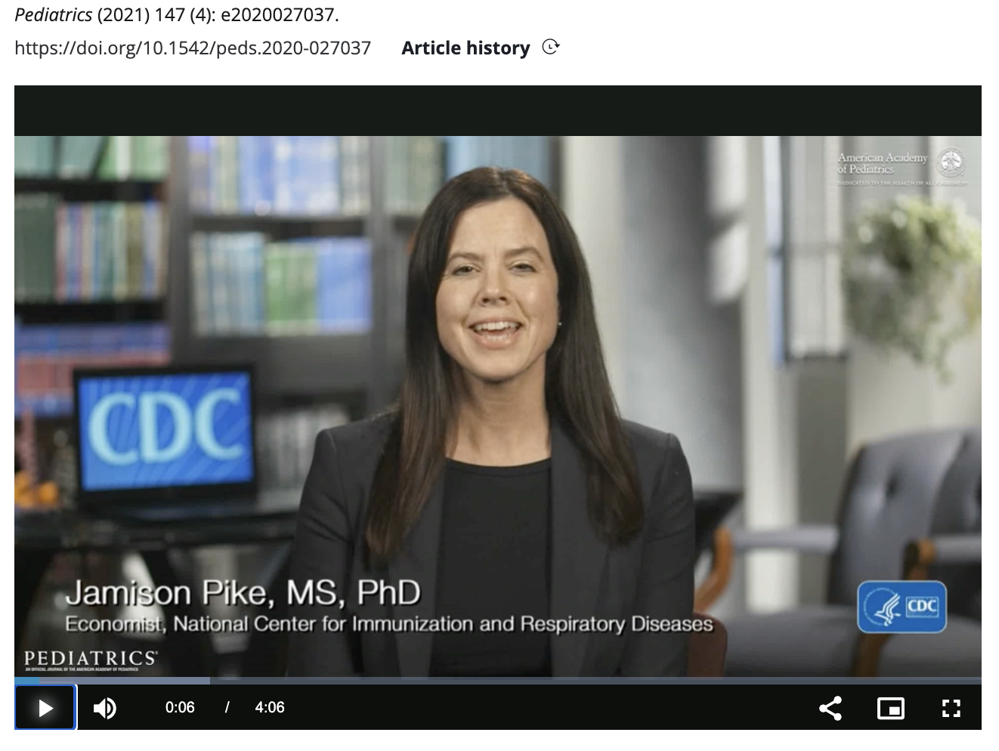 Pediatrics (2021) 147 (4): e2020027037.
https://doi.org/10.1542/peds.2020-027037 Article history
American Academy
of Pediatrics
DEDICATED TO THE HEALTH OF ALL CHILDREN®
CDC
Jamison Pike, MS, PhD
Economist, National Center for Immunization and Respiratory Diseases
CDC
PEDIATRICS®
AN OFFICIAL JOURNAL OF THE AMERICAN ACADEMY OF PEDIATRICS
0:06 / 4:06